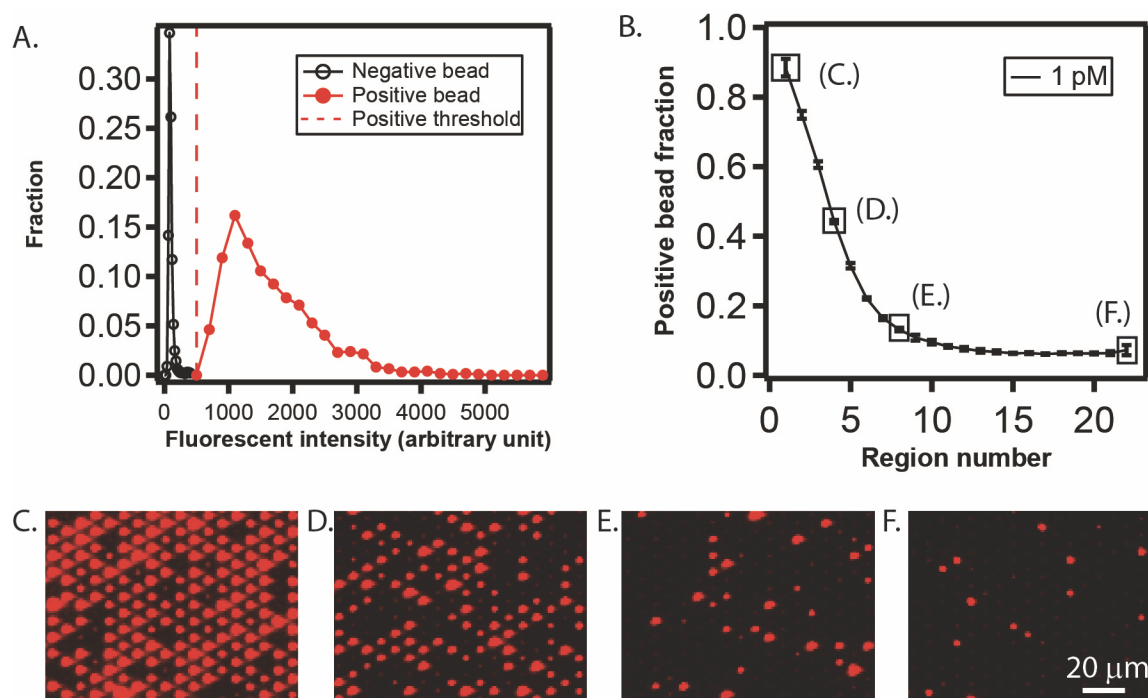 A.
0.30
0.25
0.20
0.15
0.10
0.05
0.00
Fraction
Negative bead
Positive bead
Positive threshold
0 1000 2000 3000 4000 5000
Fluorescent intensity (arbitrary unit)
B.
1.0
0.8
0.6
0.4
0.2
0.0
Positive bead fraction
1 pM
(C.)
(D.)
(E.)
(F.)
0 5 10 15 20
Region number
C.
D.
E.
F.
20 μm